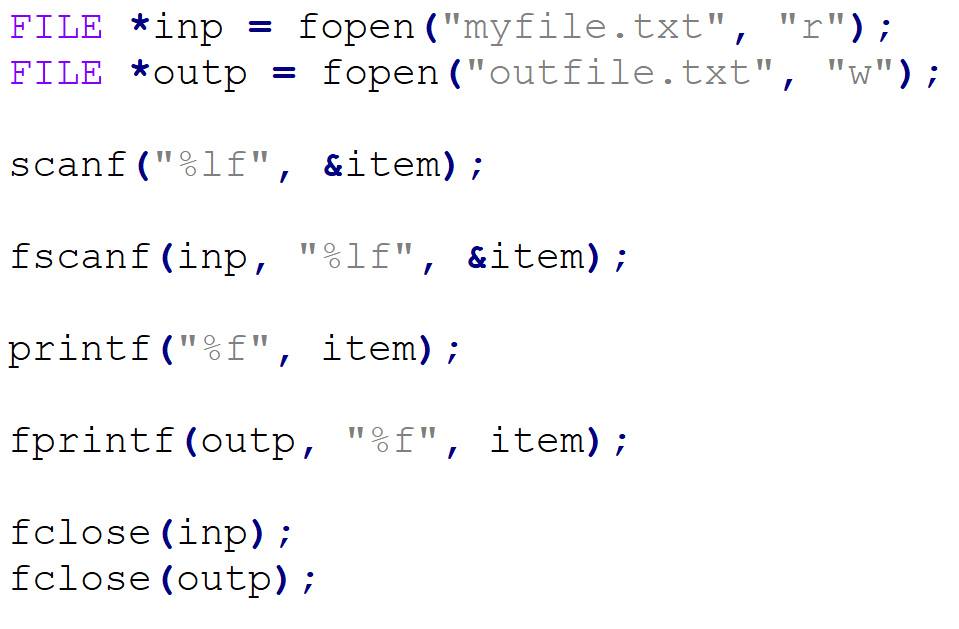 FILE *inp = fopen("myfile.txt", "r");
FILE *outp = fopen("outfile.txt", "w");
scanf("%lf", &item);
fscanf(inp, "%lf", &item);
printf("%f", item);
fprintf(outp, "%f", item);
fclose(inp);
fclose(outp);